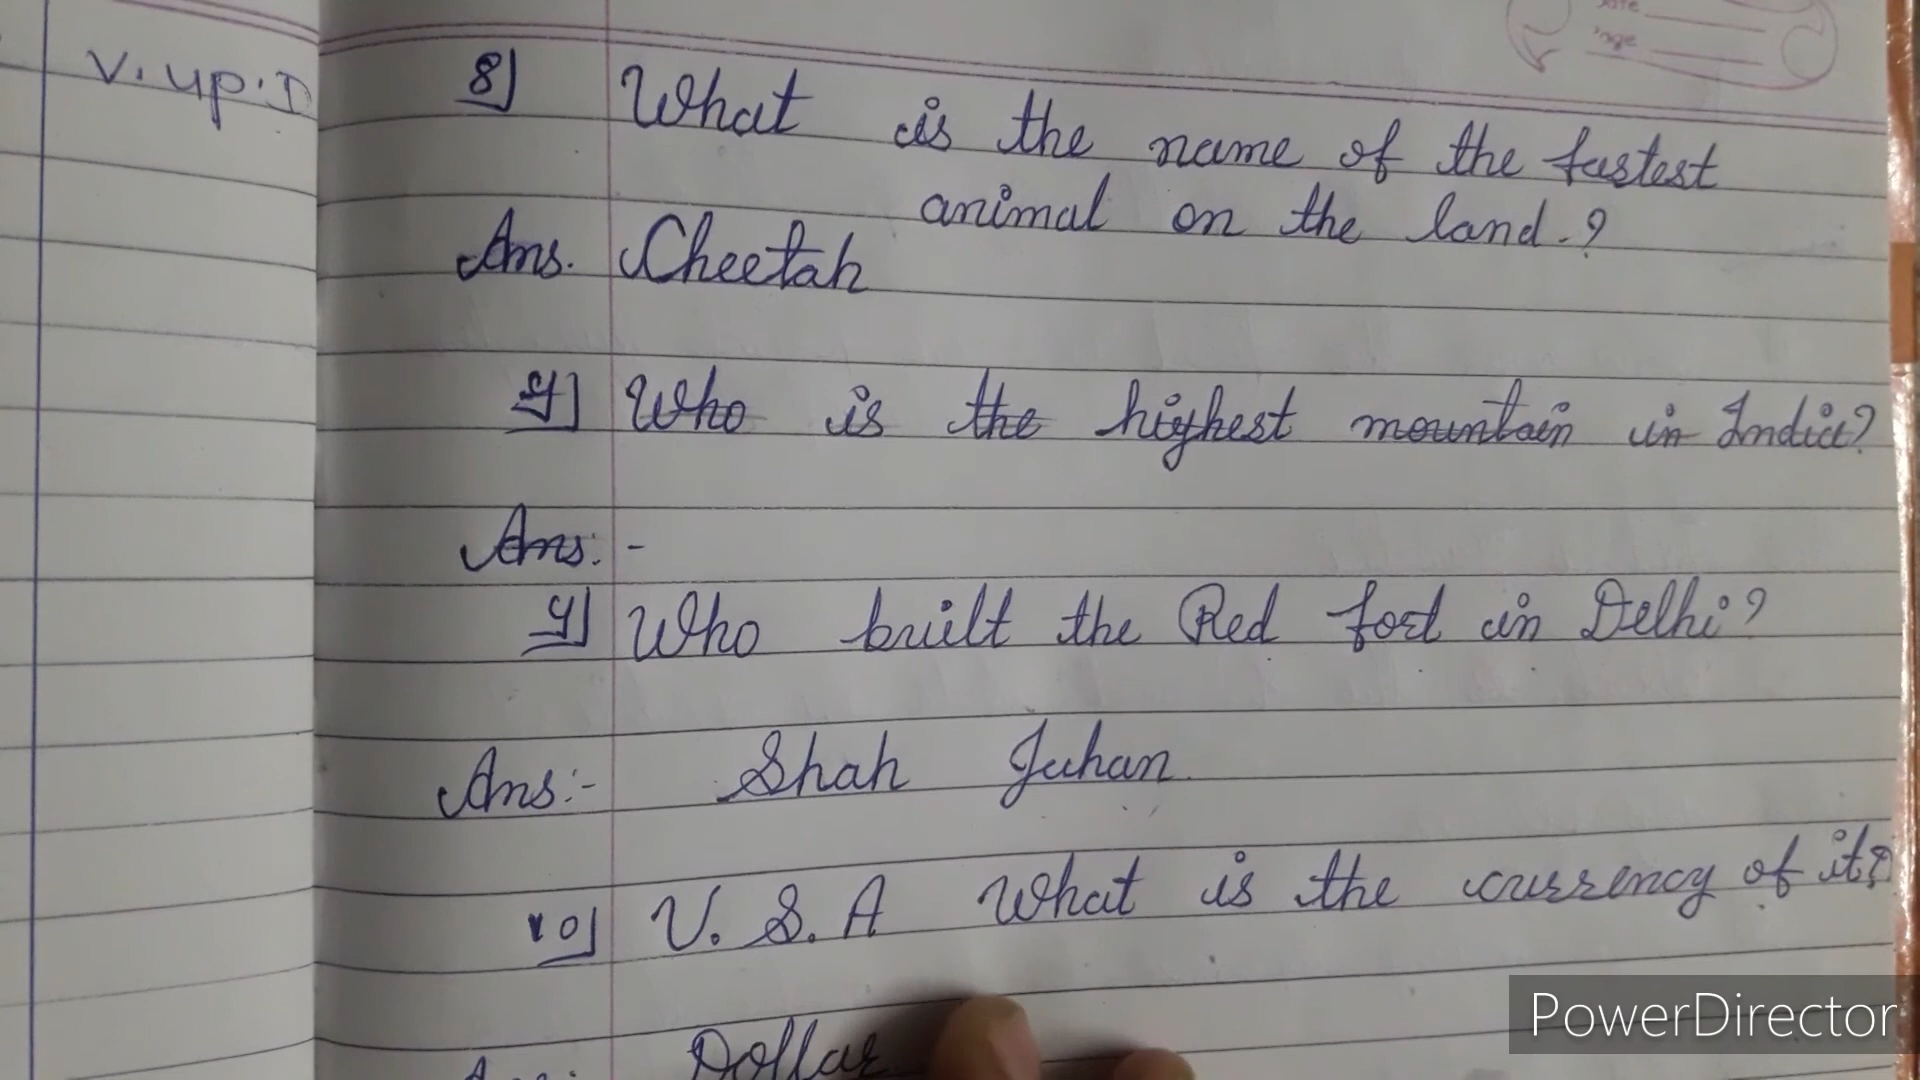 V. up. D
8] What is the name of the fastest
animal on the land.?
Ans. Cheetah
9] Who is the highest mountain in India?
Ans:-
9] Who built the Red fort in Delhi?
Ans:- Shah Jahan
10] U. S. A What is the currency of it?
Dollar
PowerDirector